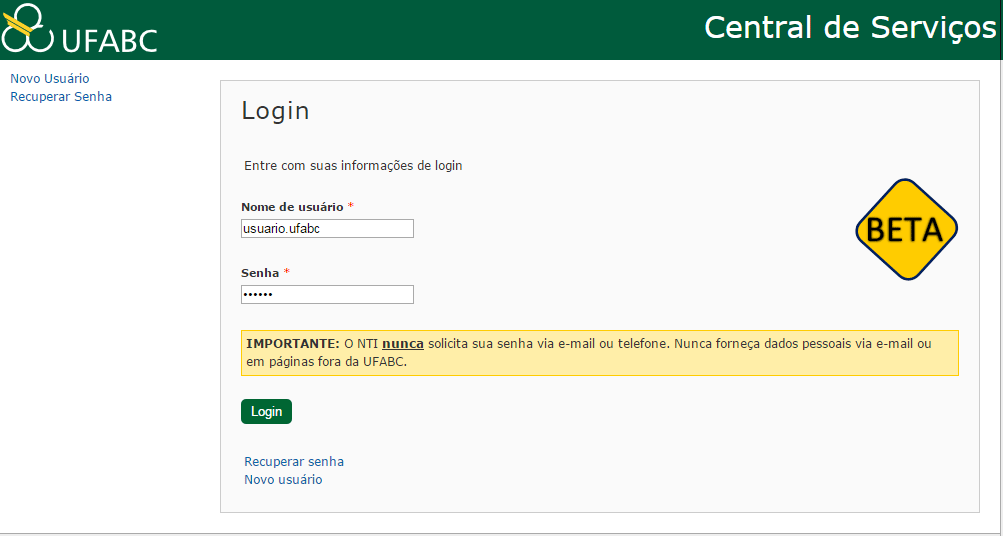 UFABC
Central de Serviços
Novo Usuário
Recuperar Senha
Login
Entre com suas informações de login
Nome de usuário *
usuario.ufabc
BETA
Senha *
••••••
IMPORTANTE: O NTI nunca solicita sua senha via e-mail ou telefone. Nunca forneça dados pessoais via e-mail ou
em páginas fora da UFABC.
Login
Recuperar senha
Novo usuário